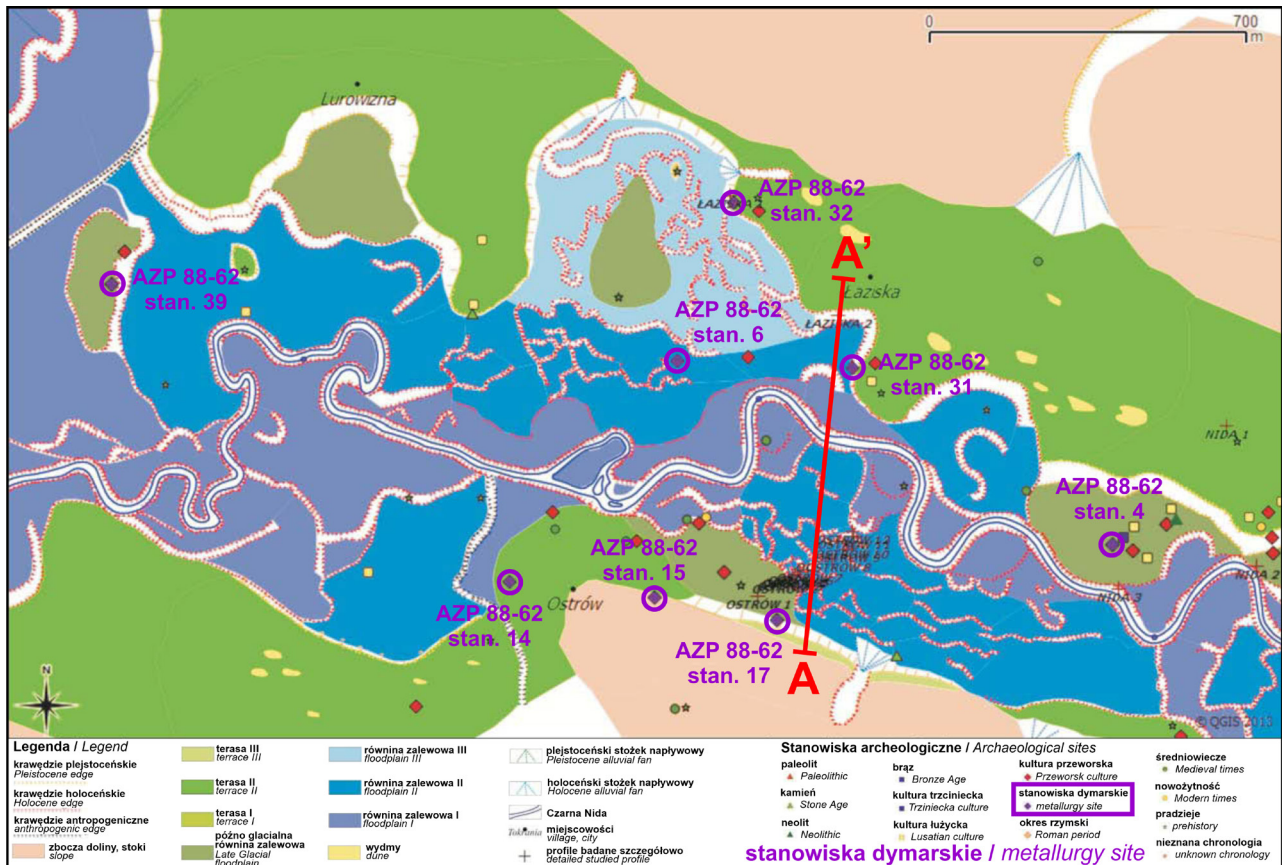 0 700
m
Lurowizna
ŁAZISKA 1
AZP 88-62
stan. 32
A'
Łaziska
AZP 88-62
stan. 39
AZP 88-62
stan. 6
ŁAZISKA 2
AZP 88-62
stan. 31
NIDA 1
AZP 88-62
stan. 4
AZP 88-62
stan. 15
OSTRÓW 12
OSTRÓW 1
NIDA 2
NIDA 3
Ostrów
AZP 88-62
stan. 14
AZP 88-62
stan. 17
A
N
© QGIS 2013
Legenda / Legend
krawędzie plejstoceńskie
Pleistocene edge
krawędzie holoceńskie
Holocene edge
krawędzie antropogeniczne
anthropogenic edge
zbocza doliny, stoki
slope
terasa III
terrace III
terasa II
terrace II
terasa I
terrace I
późno glacialna
równina zalewowa
Late Glacial
floodplain
równina zalewowa III
floodplain III
równina zalewowa II
floodplain II
równina zalewowa I
floodplain I
wydmy
dune
plejstoceński stożek napływowy
Pleistocene alluvial fan
holoceński stożek napływowy
Holocene alluvial fan
Czarna Nida
Tokarnia
miejscowości
village, city
profile badane szczegółowo
detailed studied profile
Stanowiska archeologiczne / Archaeological sites
paleolit
Paleolithic
kamień
Stone Age
neolit
Neolithic
brąz
Bronze Age
kultura trzciniecka
Trziniecka culture
kultura łużycka
Lusatian culture
kultura przeworska
Przeworsk culture
stanowiska dymarskie
metallurgy site
okres rzymski
Roman period
średniowiecze
Medieval times
nowożytność
Modern times
pradzieje
prehistory
nieznana chronologia
unknown chronology
stanowiska dymarskie / metallurgy site